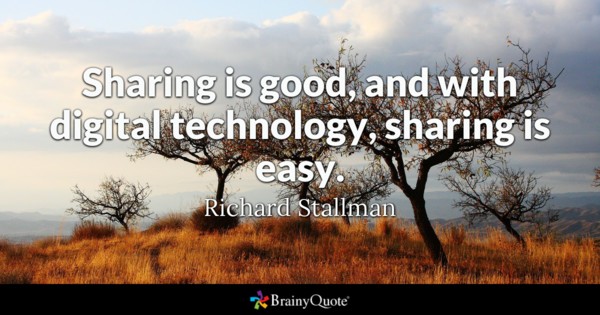 Sharing is good, and with
digital technology, sharing is
easy.
Richard Stallman
BrainyQuote